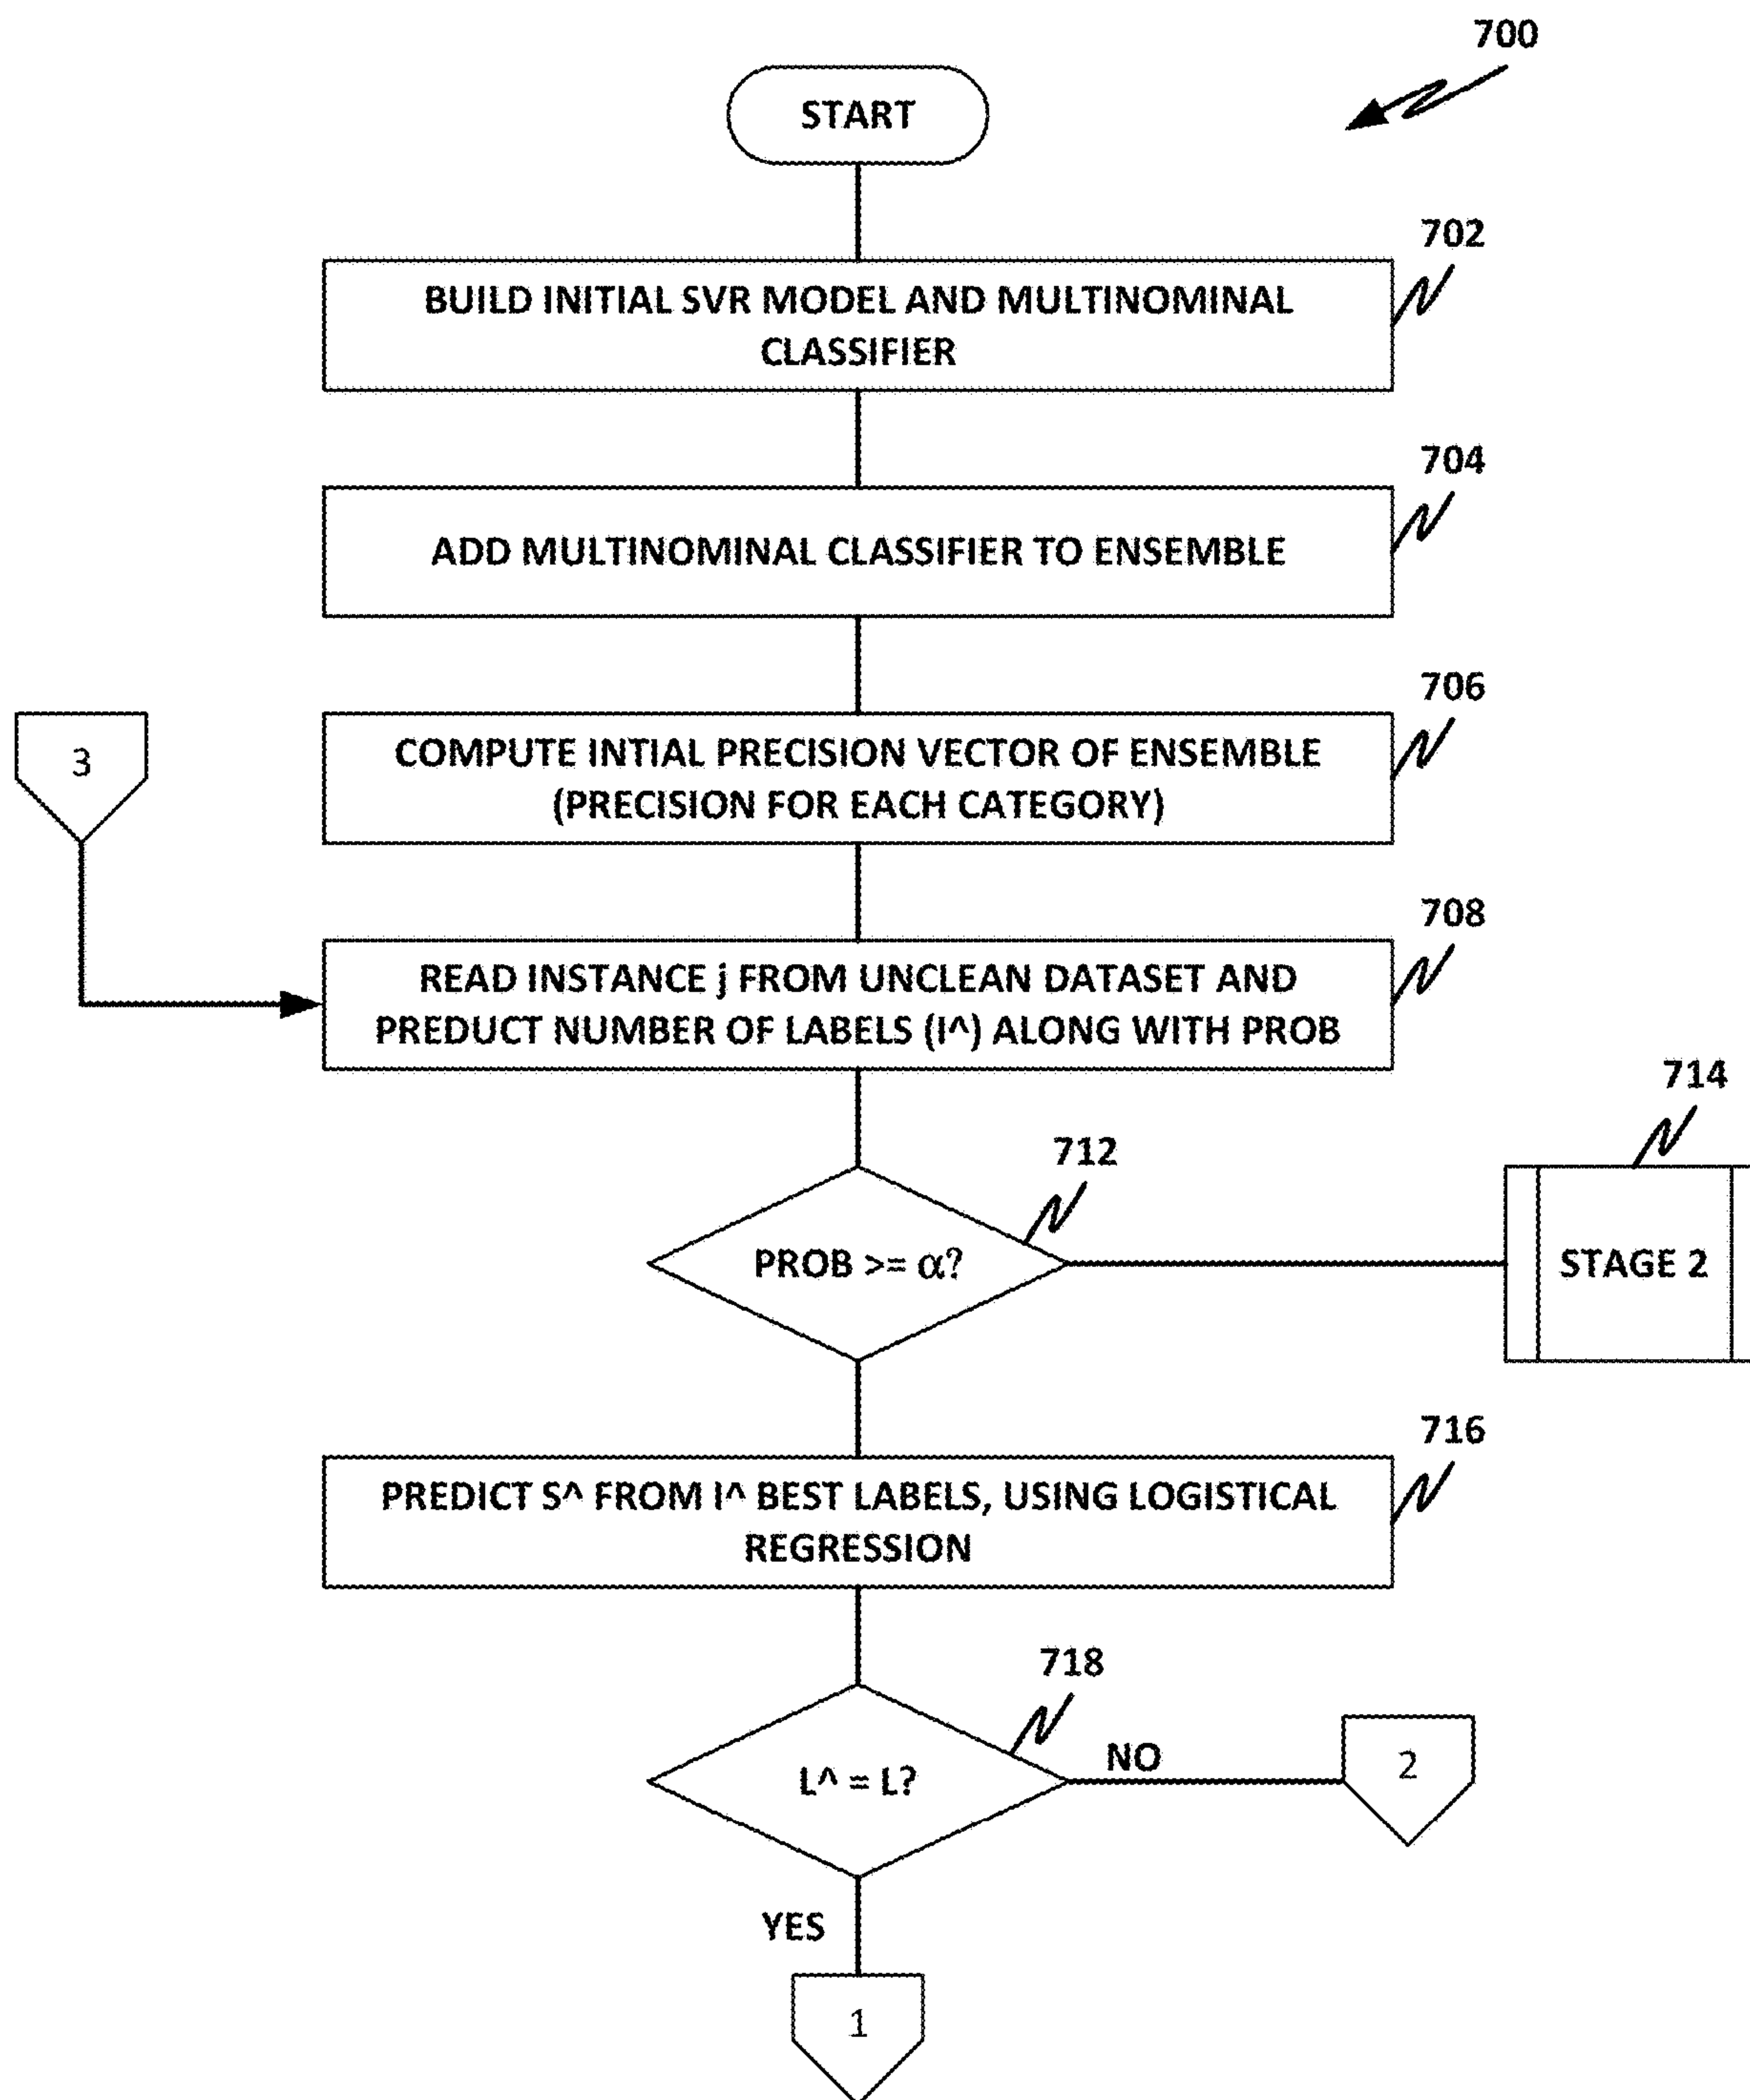 700
START
702
BUILD INITIAL SVR MODEL AND MULTINOMINAL
CLASSIFIER
704
ADD MULTINOMINAL CLASSIFIER TO ENSEMBLE
706
3
COMPUTE INTIAL PRECISION VECTOR OF ENSEMBLE
(PRECISION FOR EACH CATEGORY)
708
READ INSTANCE j FROM UNCLEAN DATASET AND
PREDUCT NUMBER OF LABELS (I^) ALONG WITH PROB
714
712
PROB >= α?
STAGE 2
716
PREDICT S^ FROM I^ BEST LABELS, USING LOGISTICAL
REGRESSION
718
L^ = L?
NO
2
YES
1